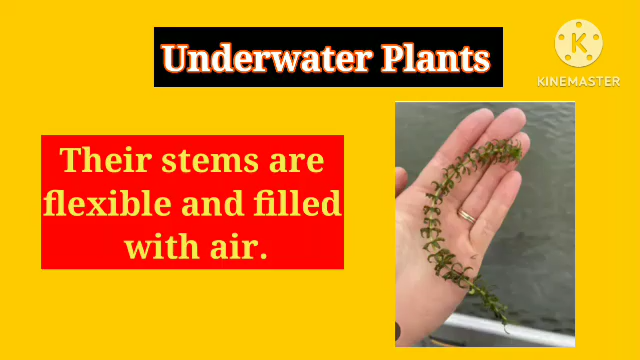 Underwater Plants
K
KINEMASTER
Their stems are
flexible and filled
with air.